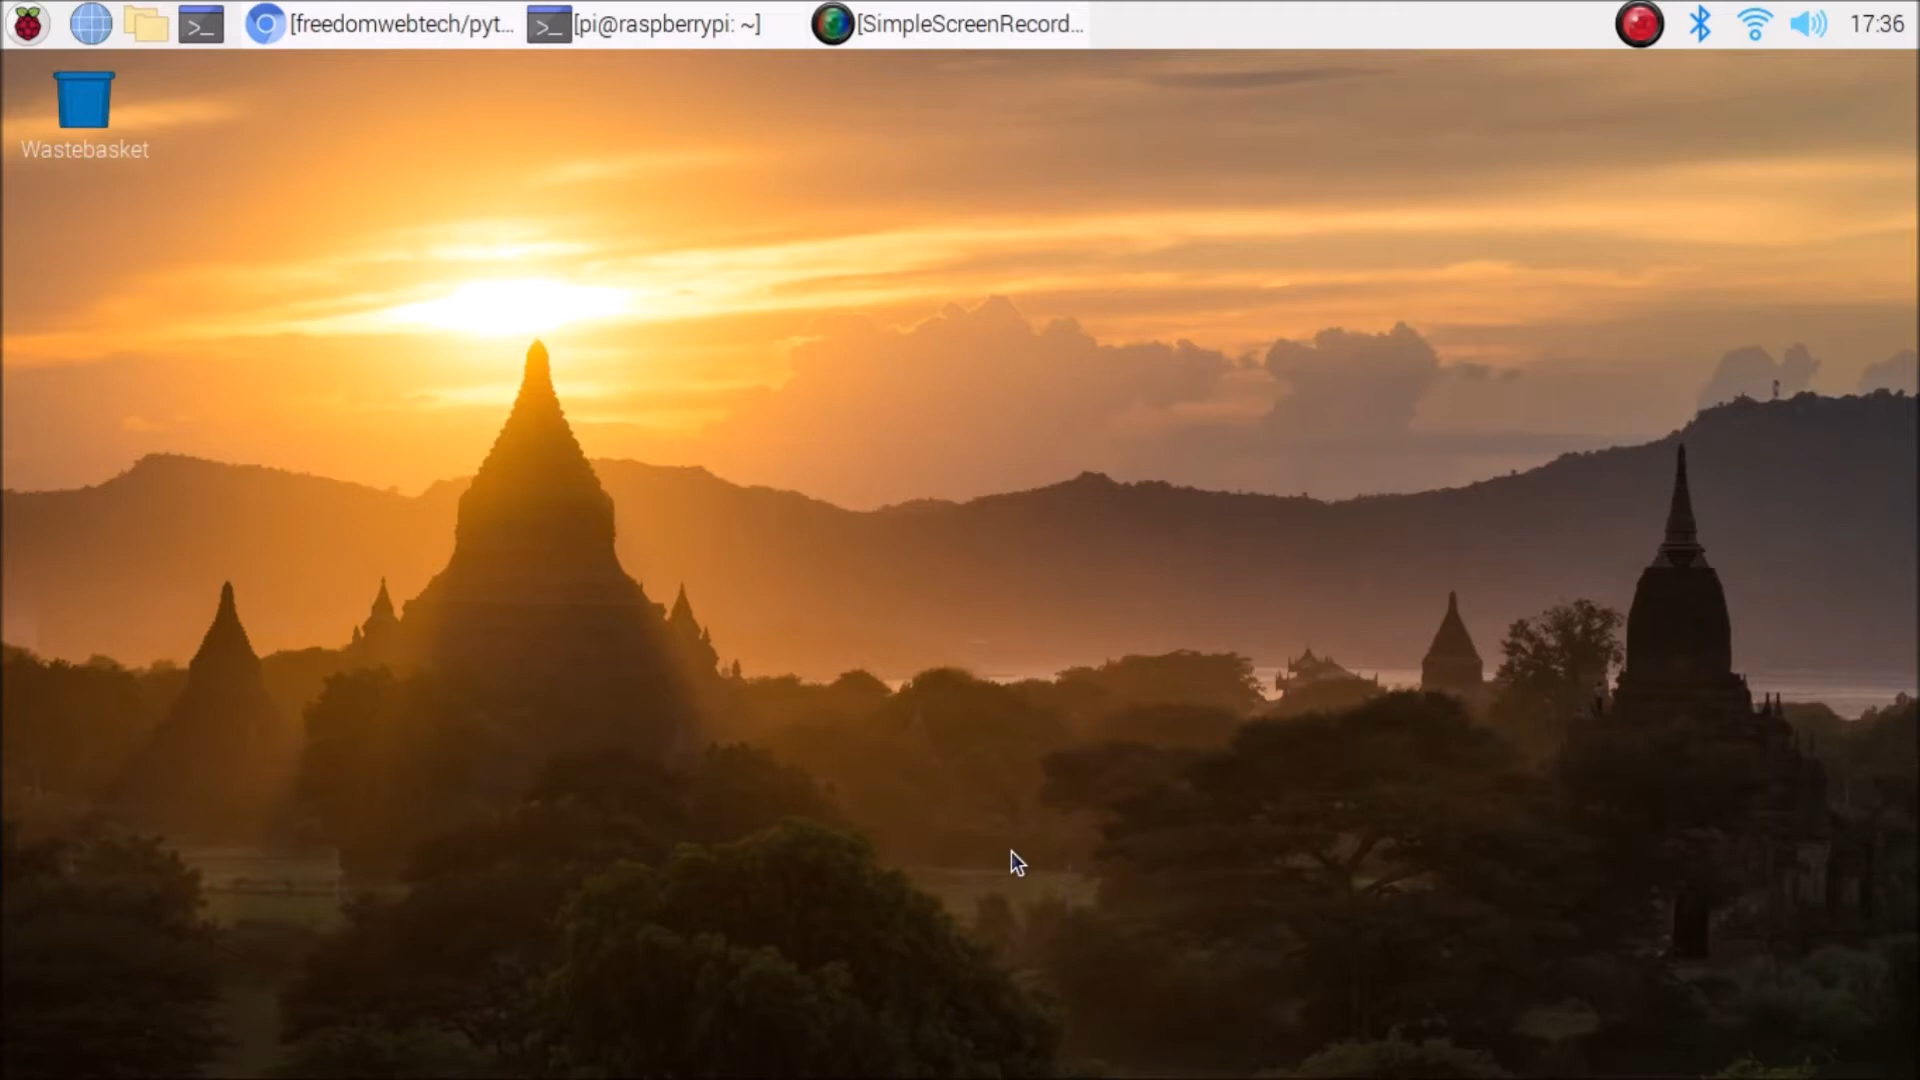 [freedomwebtech/pyt...
[pi@raspberrypi: ~]
[SimpleScreenRecord...
17:36
Wastebasket